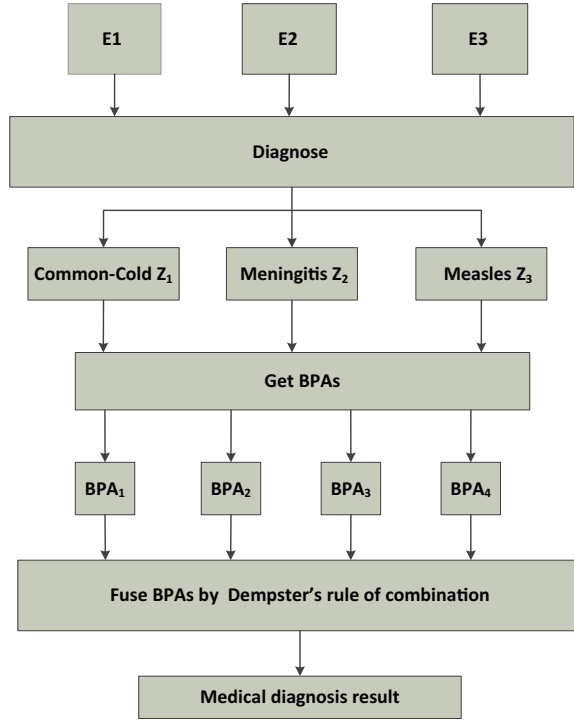 E1
E2
E3
Diagnose
Common-Cold Z₁
Meningitis Z₂
Measles Z₃
Get BPAs
BPA₁
BPA₂
BPA₃
BPA₄
Fuse BPAs by Dempster's rule of combination
Medical diagnosis result